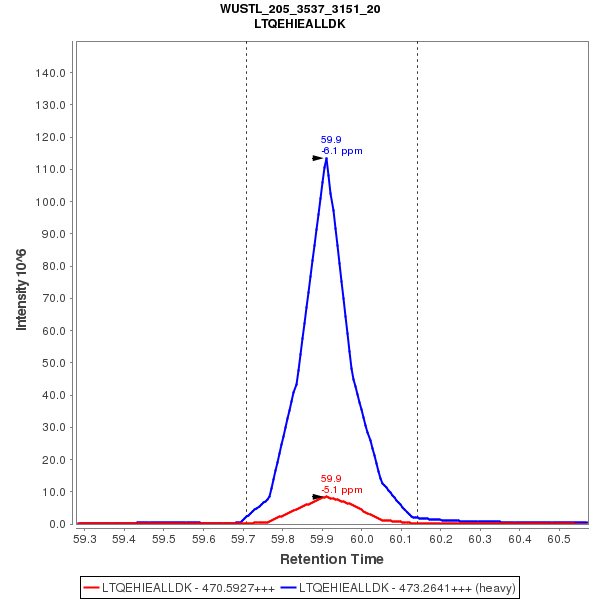 WUSTL_205_3537_3151_20
LTQEHIEALLDK
Intensity 10^6
140.0
130.0
120.0
110.0
100.0
90.0
80.0
70.0
60.0
50.0
40.0
30.0
20.0
10.0
0.0
59.9
-6.1 ppm
59.9
-5.1 ppm
59.3 59.4 59.5 59.6 59.7 59.8 59.9 60.0 60.1 60.2 60.3 60.4 60.5
Retention Time
LTQEHIEALLDK - 470.5927+++ LTQEHIEALLDK - 473.2641+++ (heavy)